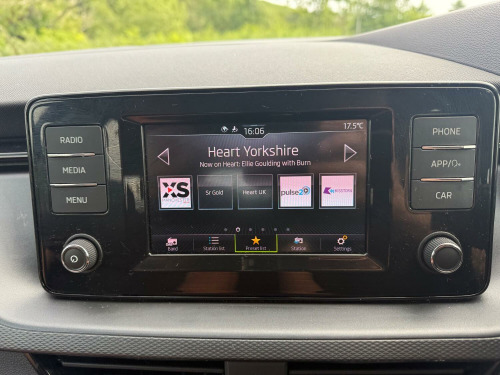 RADIO
MEDIA
MENU
16:06
17.5°C
Heart Yorkshire
Now on Heart: Ellie Goulding with Burn
XS
Sr Gold
Heart UK
pulse2
Band
Station list
Preset list
Station
Settings
PHONE
APP/
CAR